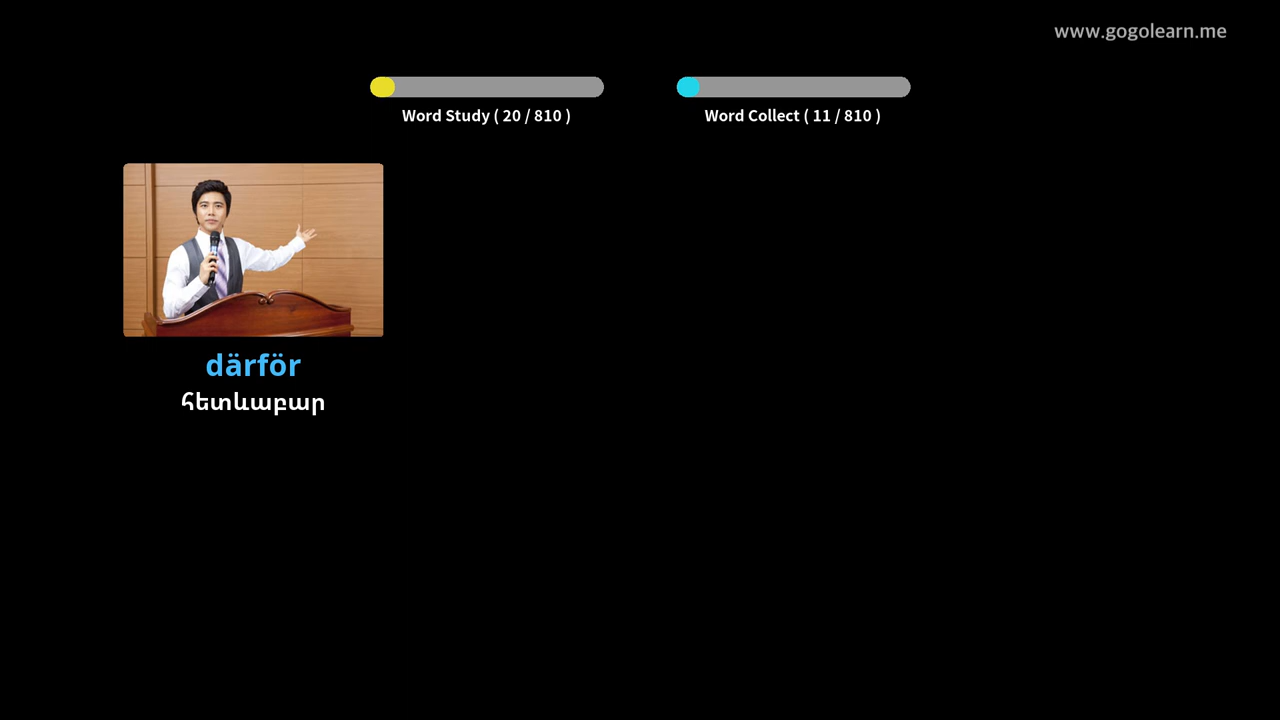 www.gogolearn.me
Word Study ( 20 / 810 )
Word Collect ( 11 / 810 )
därför
հետևաբար